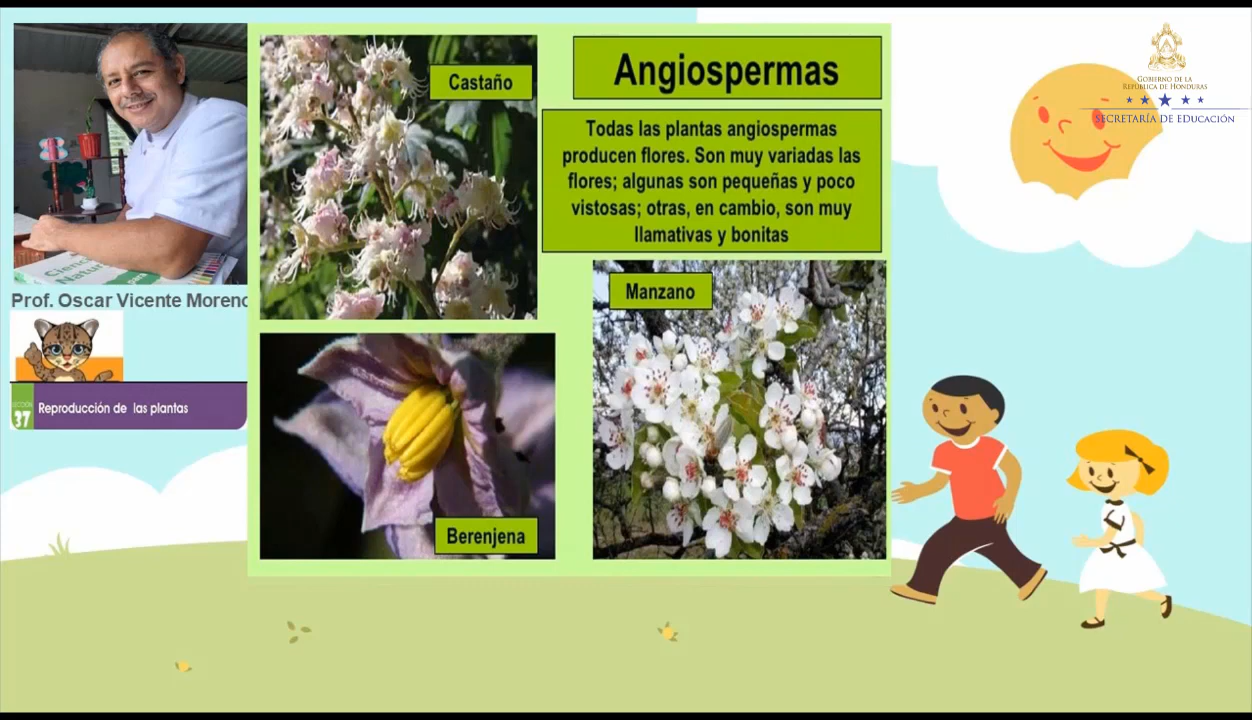 GOBIERNO DE LA
REPÚBLICA DE HONDURAS
SECRETARÍA DE EDUCACIÓN
Angiospermas
Castaño
Todas las plantas angiospermas
producen flores. Son muy variadas las
flores; algunas son pequeñas y poco
vistosas; otras, en cambio, son muy
llamativas y bonitas
Manzano
Berenjena
Prof. Oscar Vicente Moreno
LECCIÓN
37
Reproducción de las plantas